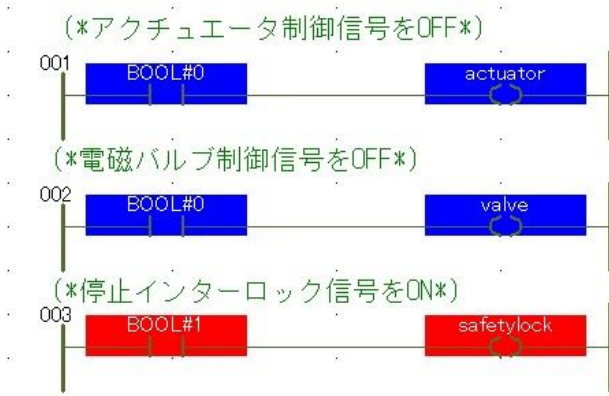 (*アクチュエータ制御信号をOFF*)
001
BOOL#0 actuator
(*電磁バルブ制御信号をOFF*)
002
BOOL#0 valve
(*停止インターロック信号をON*)
003
BOOL#1 safetylock